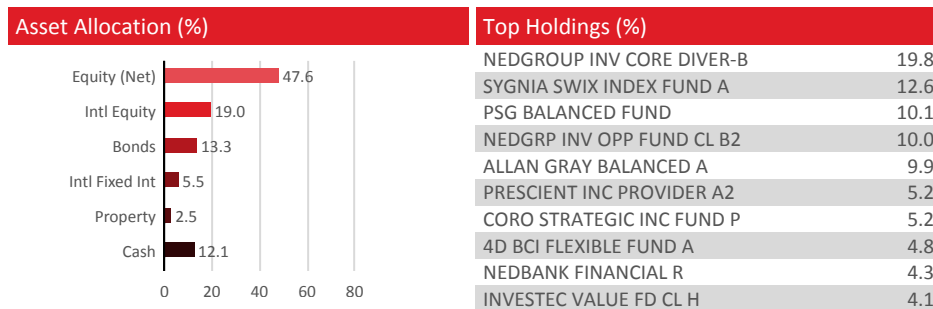 Asset Allocation (%)
Equity (Net) 47.6
Intl Equity 19.0
Bonds 13.3
Intl Fixed Int 5.5
Property 2.5
Cash 12.1
0 20 40 60 80
Top Holdings (%)
NEDGROUP INV CORE DIVER-B 19.8
SYGNIA SWIX INDEX FUND A 12.6
PSG BALANCED FUND 10.1
NEDGRP INV OPP FUND CL B2 10.0
ALLAN GRAY BALANCED A 9.9
PRESCIENT INC PROVIDER A2 5.2
CORO STRATEGIC INC FUND P 5.2
4D BCI FLEXIBLE FUND A 4.8
NEDBANK FINANCIAL R 4.3
INVESTEC VALUE FD CL H 4.1